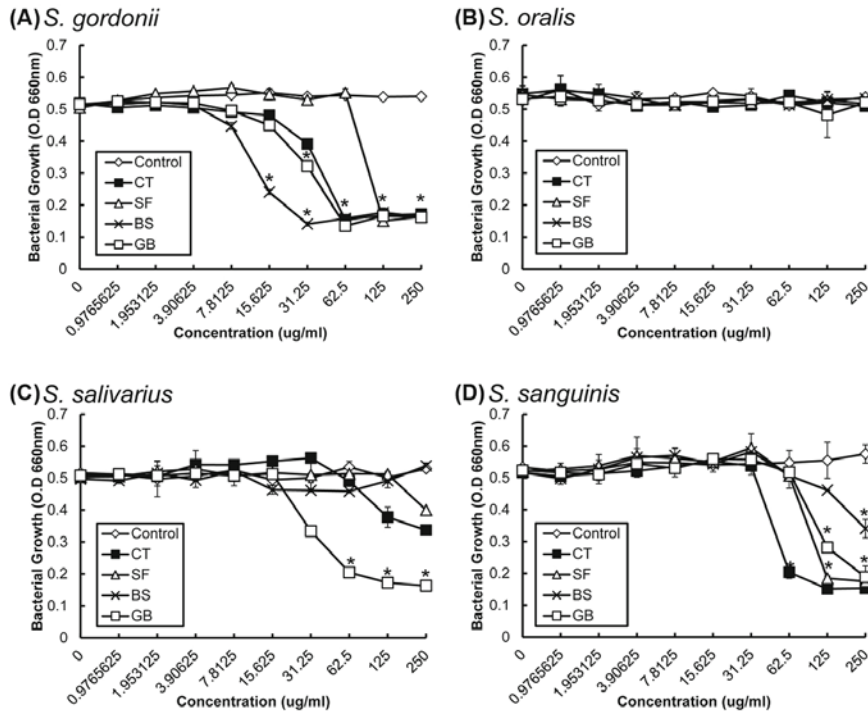 (A) S. gordonii
Bacterial Growth (O.D 660nm)
0.7
0.6
0.5
0.4
0.3
0.2
0.1
0
Control
CT
SF
BS
GB
*
*
*
*
*
*
0
0.9765625
1.953125
3.90625
7.8125
15.625
31.25
62.5
125
250
Concentration (ug/ml)
(B) S. oralis
Bacterial Growth (O.D 660nm)
0.7
0.6
0.5
0.4
0.3
0.2
0.1
0
Control
CT
SF
BS
GB
0
0.9765625
1.953125
3.90625
7.8125
15.625
31.25
62.5
125
250
Concentration (ug/ml)
(C) S. salivarius
Bacterial Growth (O.D 660nm)
0.7
0.6
0.5
0.4
0.3
0.2
0.1
0
Control
CT
SF
BS
GB
*
*
*
0
0.9765625
1.953125
3.90625
7.8125
15.625
31.25
62.5
125
250
Concentration (ug/ml)
(D) S. sanguinis
Bacterial Growth (O.D 660nm)
0.7
0.6
0.5
0.4
0.3
0.2
0.1
0
Control
CT
SF
BS
GB
*
*
*
*
*
0
0.9765625
1.953125
3.90625
7.8125
15.625
31.25
62.5
125
250
Concentration (ug/ml)